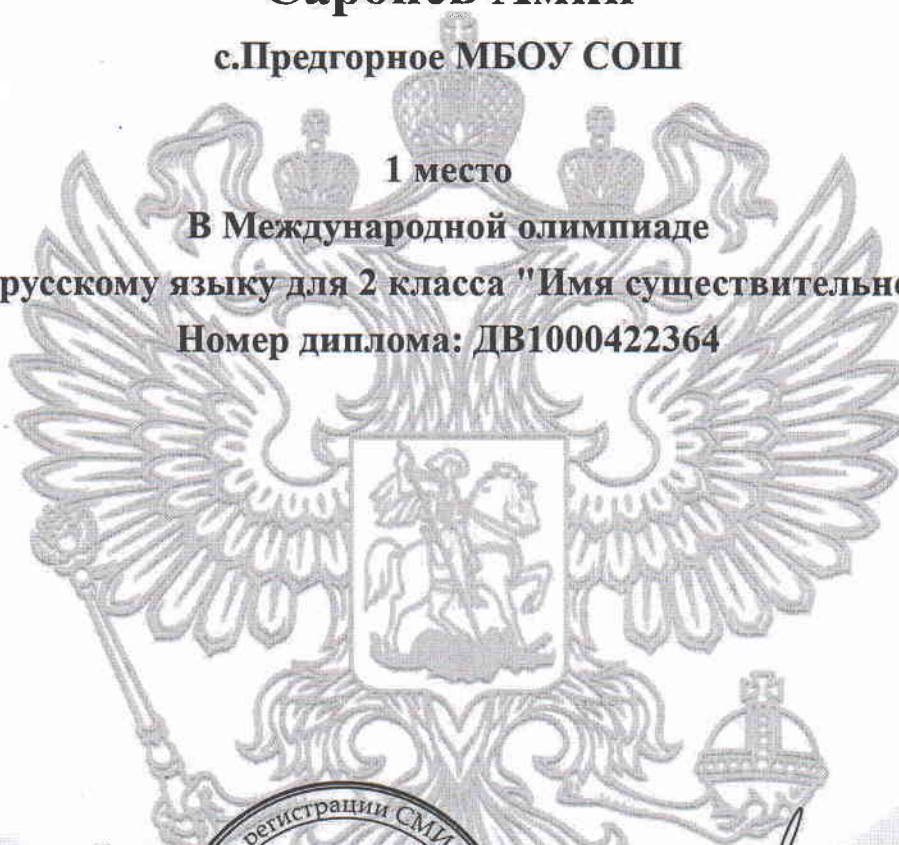 с.Предгорное МБОУ СОШ
1 место
В Международной олимпиаде
русскому языку для 2 класса "Имя существительно
Номер диплома: ДВ1000422364
регистрации СМИ